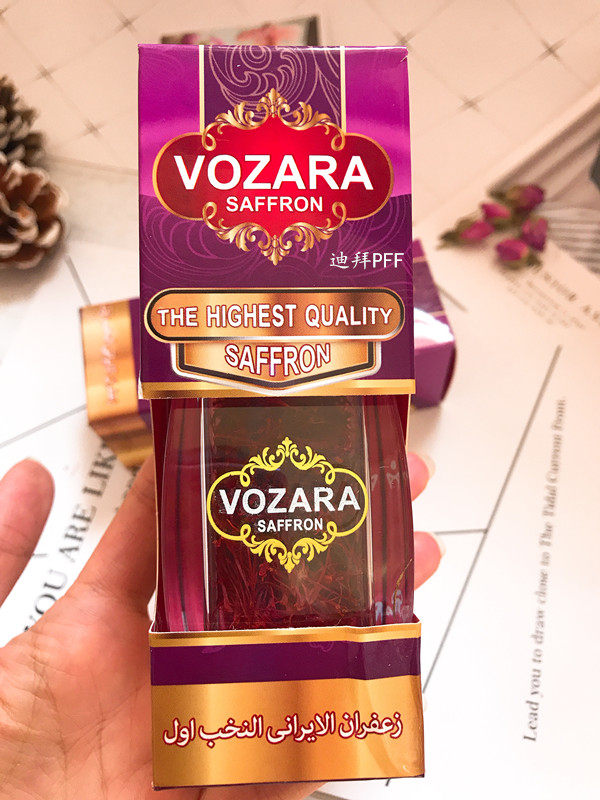 VOZARA
SAFFRON
迪拜PFF
THE HIGHEST QUALITY
SAFFRON
VOZARA
SAFFRON
زعفران الايرانی النخب اول
YOU ARE LIK
Lead you to draw close to The Tidal Current from